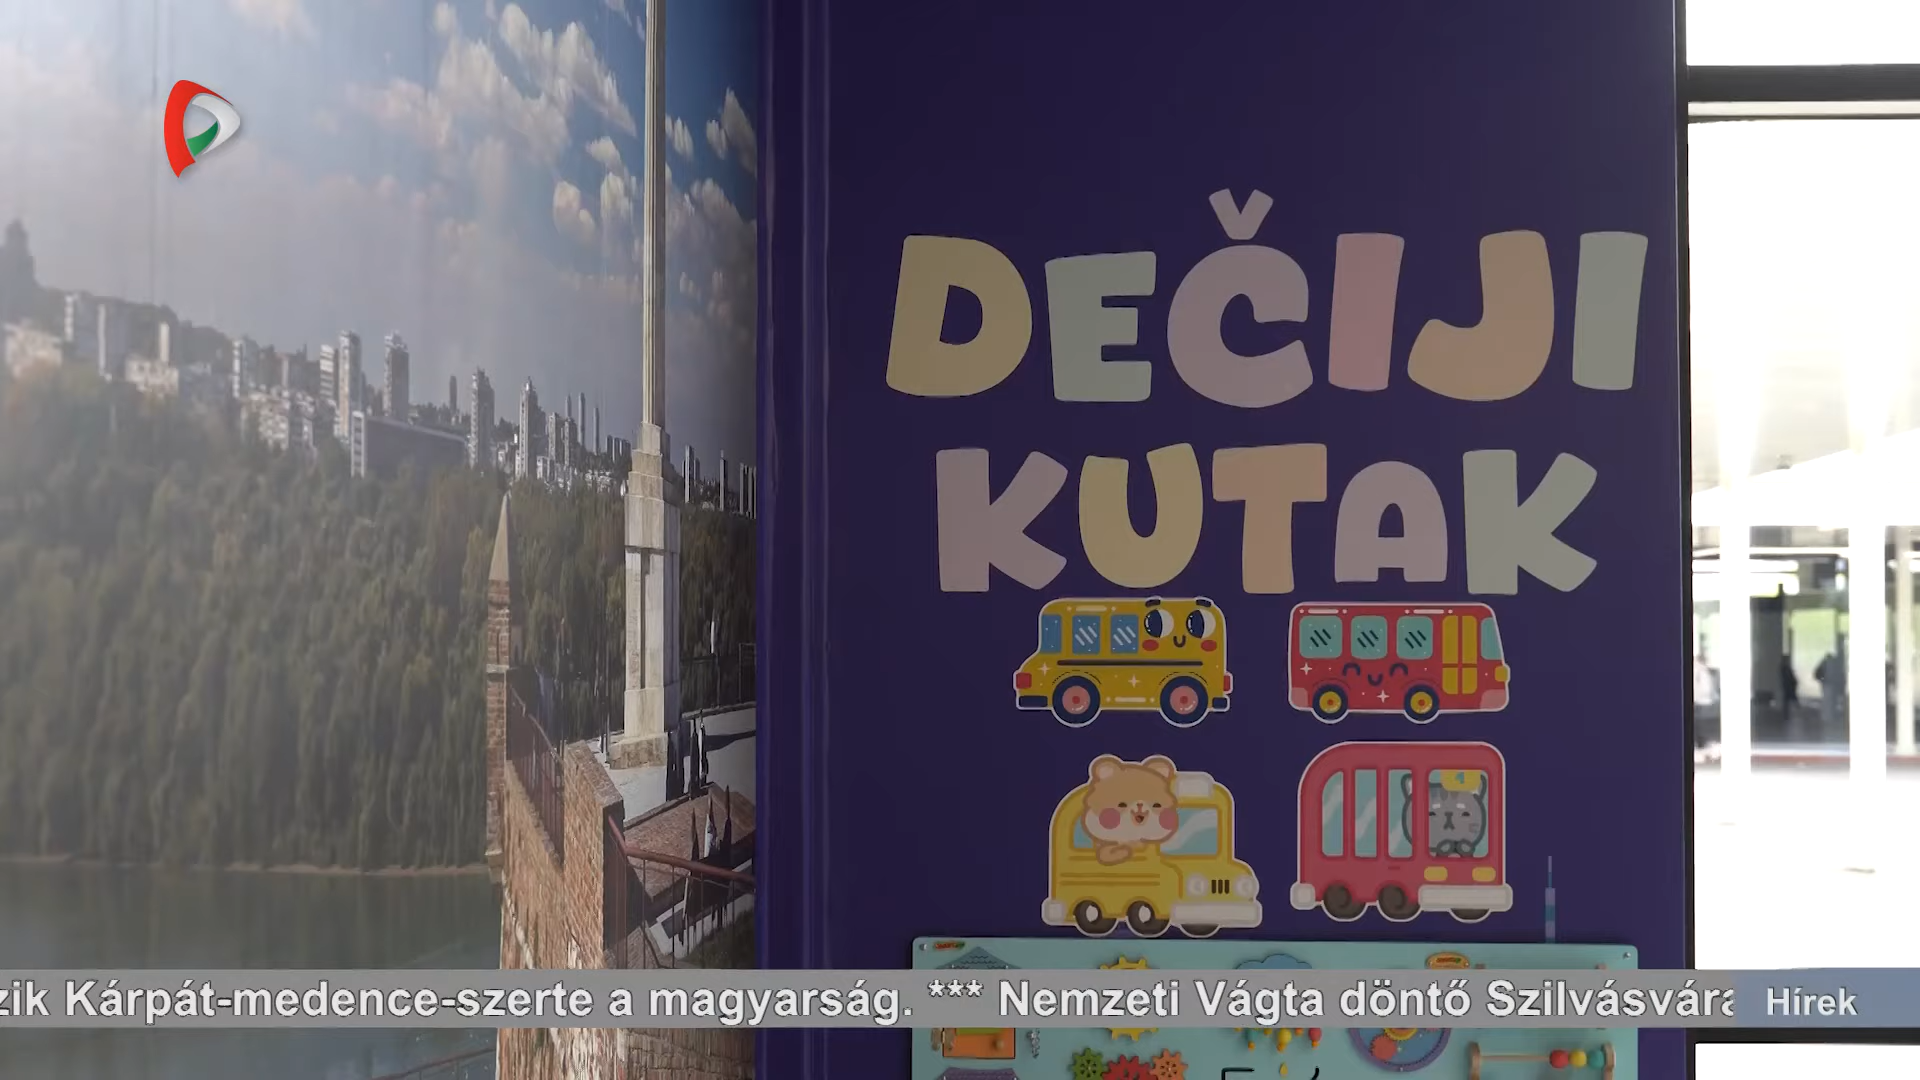 DEČIJI
KUTAK
zik Kárpát-medence-szerte a magyarság. *** Nemzeti Vágta döntő Szilvásvára
Hírek